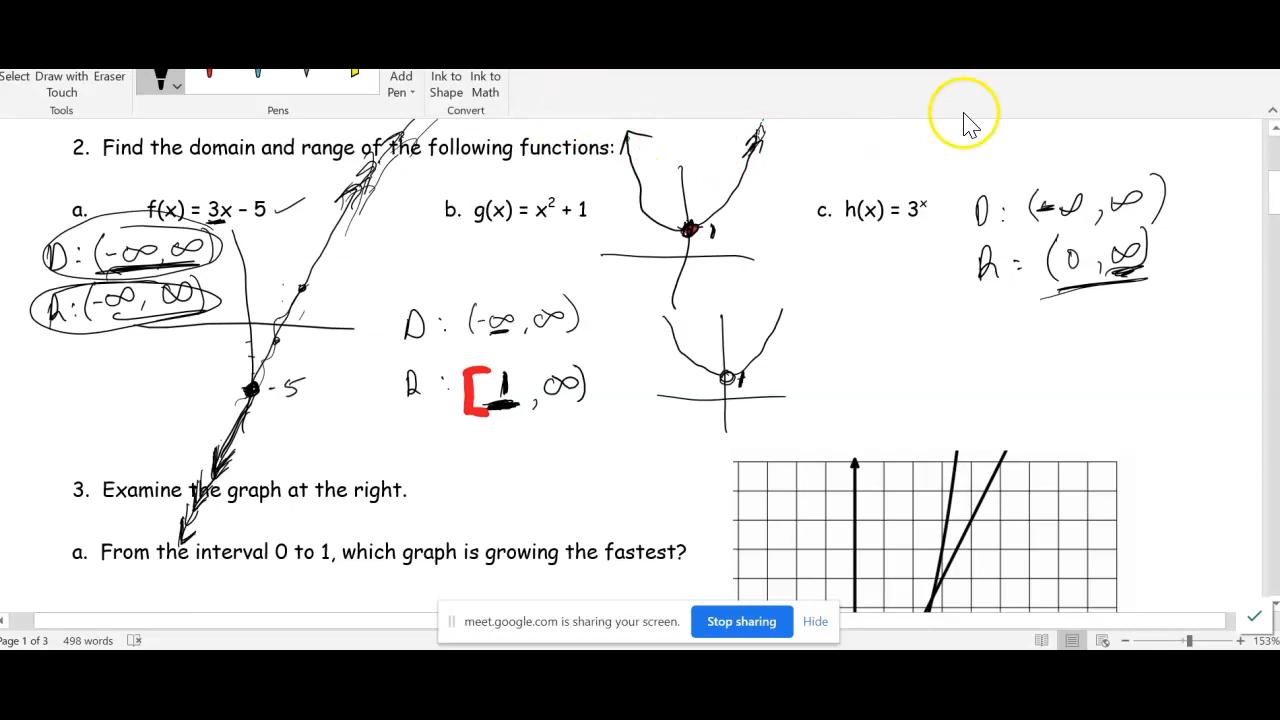 Select Draw with Eraser Add Ink to Ink to
Touch Pen Shape Math
Tools Pens Convert
2. Find the domain and range of the following functions:
a. f(x) = 3x - 5
b. g(x) = x² + 1
c. h(x) = 3ˣ
D: (-∞, ∞)
R: (-∞, ∞)
-5
1
D: (-∞, ∞)
R: [1, ∞)
1
D: (-∞, ∞)
R: (0, ∞)
3. Examine the graph at the right.
a. From the interval 0 to 1, which graph is growing the fastest?
meet.google.com is sharing your screen. Stop sharing Hide
Page 1 of 3 498 words 153%